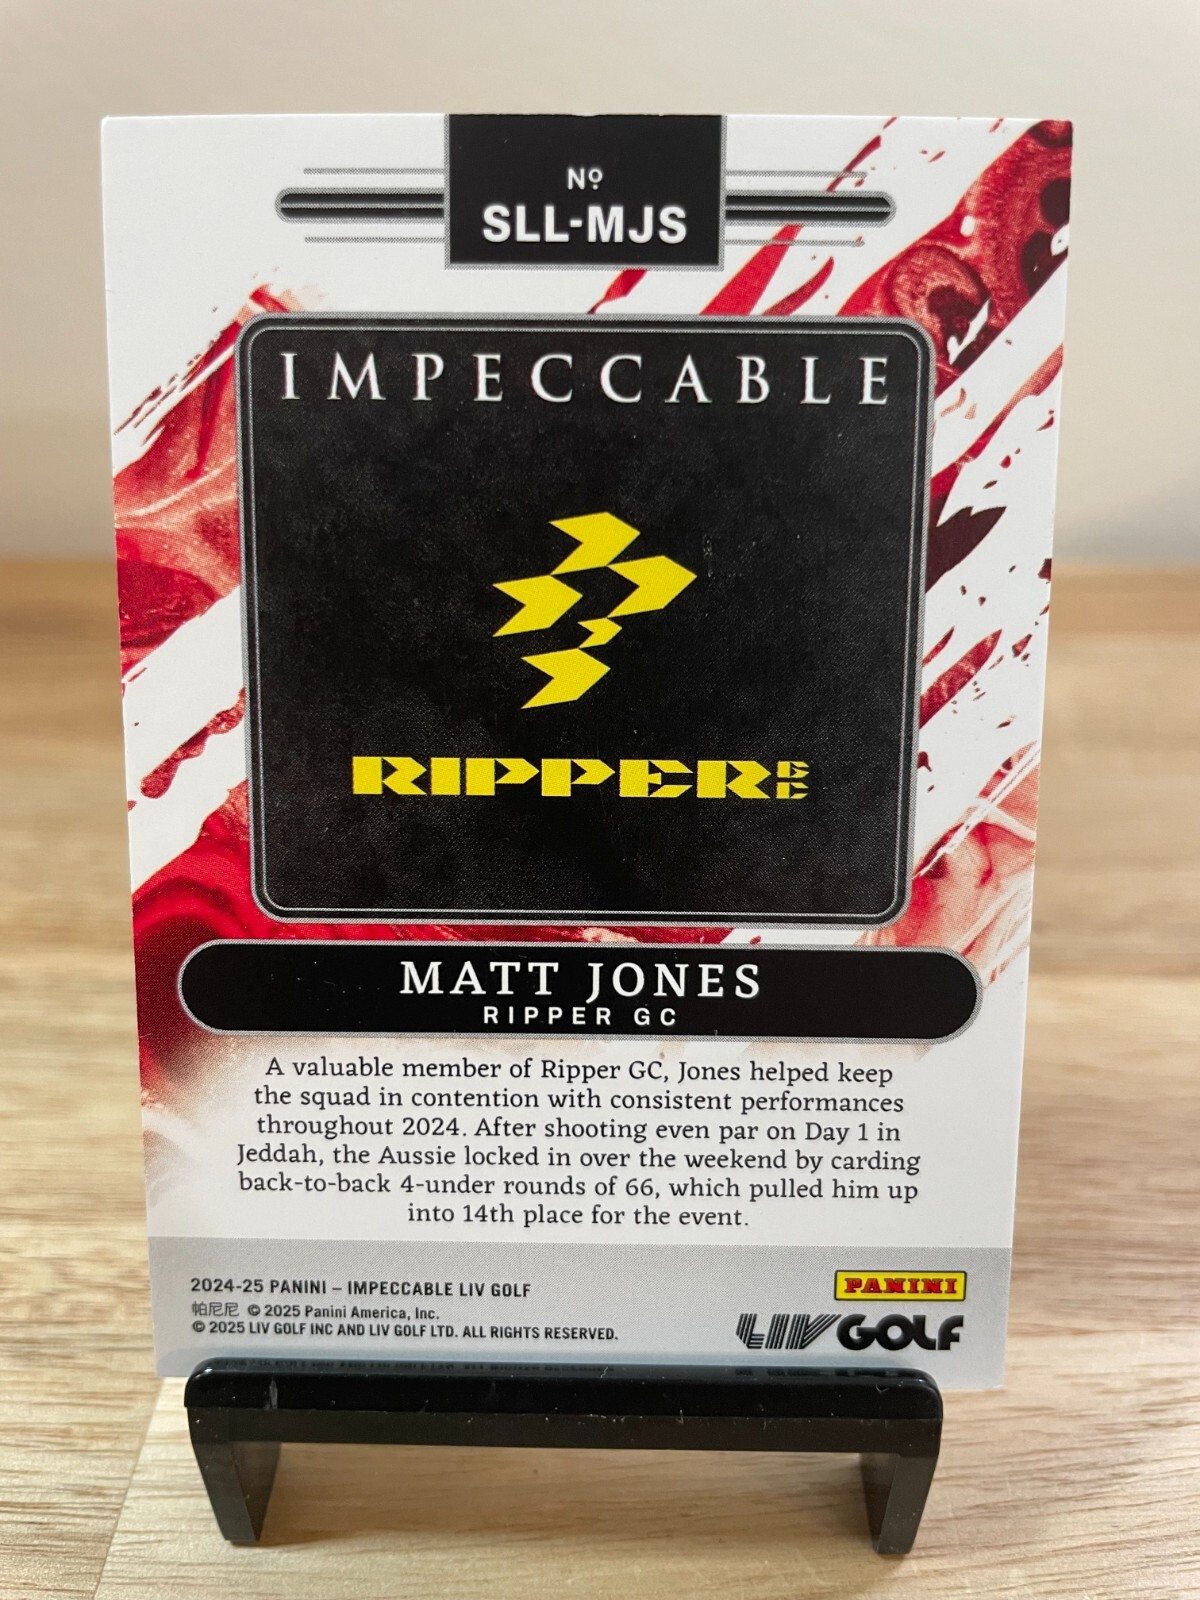 Nº
SLL-MJS
IMPECCABLE
RIPPER GC
MATT JONES
RIPPER GC
A valuable member of Ripper GC, Jones helped keep
the squad in contention with consistent performances
throughout 2024. After shooting even par on Day 1 in
Jeddah, the Aussie locked in over the weekend by carding
back-to-back 4-under rounds of 66, which pulled him up
into 14th place for the event.
2024-25 PANINI – IMPECCABLE LIV GOLF
帕尼尼 © 2025 Panini America, Inc.
© 2025 LIV GOLF INC AND LIV GOLF LTD. ALL RIGHTS RESERVED.
PANINI
LIV GOLF